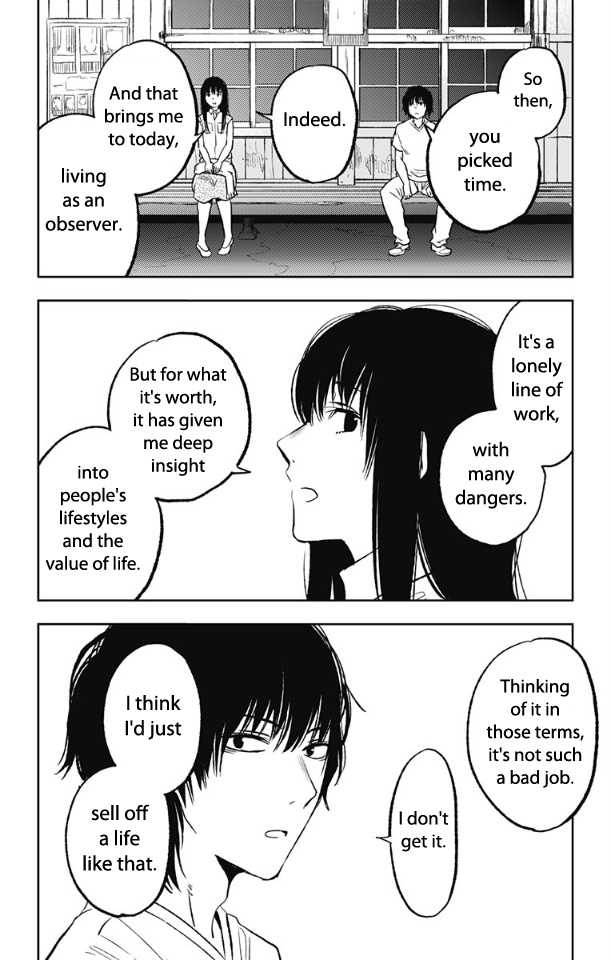 So
then,
you
picked
time.
Indeed.
And that
brings me
to today,
living
as an
observer.
It's a
lonely
line of
work,
with
many
dangers.
But for what
it's worth,
it has given
me deep
insight
into
people's
lifestyles
and the
value of life.
Thinking
of it in
those terms,
it's not such
a bad job.
I don't
get it.
I think
I'd just
sell off
a life
like that.